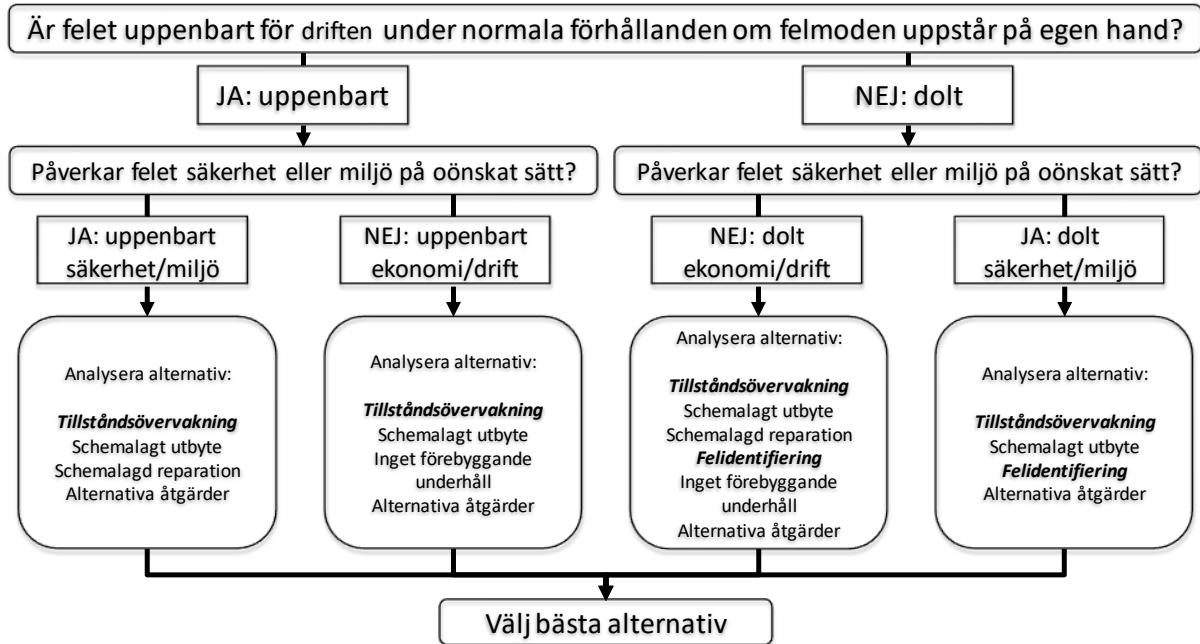 Är felet uppenbart för driften under normala förhållanden om felmoden uppstår på egen hand?
JA: uppenbart
NEJ: dolt
Påverkar felet säkerhet eller miljö på oönskat sätt?
Påverkar felet säkerhet eller miljö på oönskat sätt?
JA: uppenbart
säkerhet/miljö
NEJ: uppenbart
ekonomi/drift
NEJ: dolt
ekonomi/drift
JA: dolt
säkerhet/miljö
Analysera alternativ:
Tillståndsövervakning
Schemalagt utbyte
Schemalagd reparation
Alternativa åtgärder
Analysera alternativ:
Tillståndsövervakning
Schemalagt utbyte
Inget förebyggande
underhåll
Alternativa åtgärder
Analysera alternativ:
Tillståndsövervakning
Schemalagt utbyte
Schemalagd reparation
Felidentifiering
Inget förebyggande
underhåll
Alternativa åtgärder
Analysera alternativ:
Tillståndsövervakning
Schemalagt utbyte
Felidentifiering
Alternativa åtgärder
Välj bästa alternativ